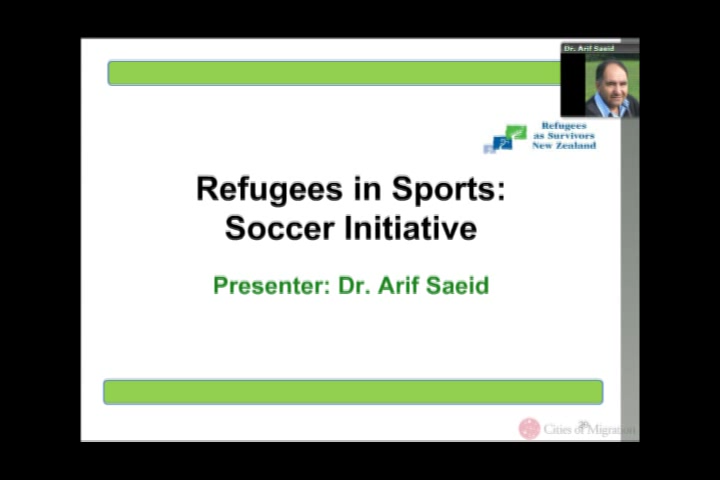 Dr. Arif Saeid
Refugees
as Survivors
New Zealand
Refugees in Sports:
Soccer Initiative
Presenter: Dr. Arif Saeid
Cities of Migration